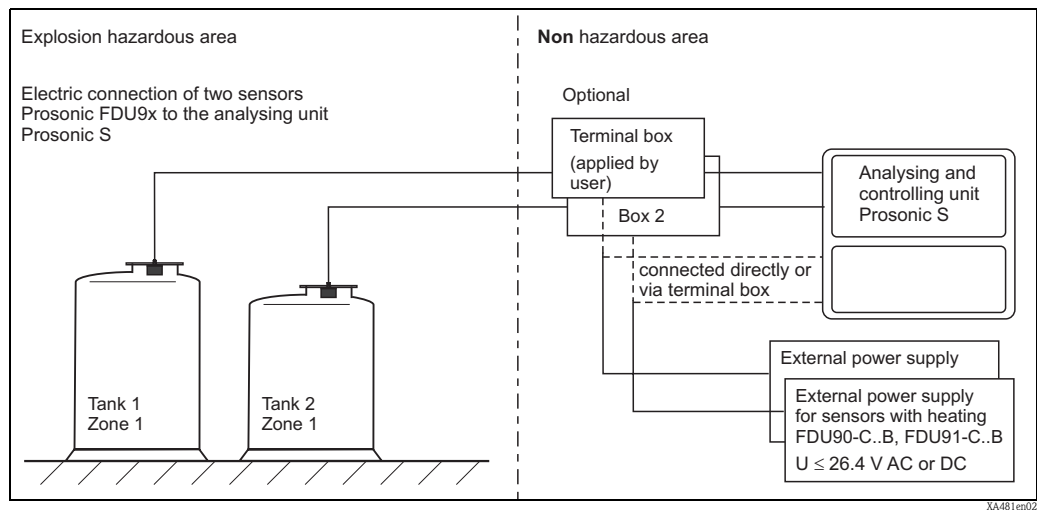 Explosion hazardous area
Non hazardous area
Electric connection of two sensors
Prosonic FDU9x to the analysing unit
Prosonic S
Optional
Terminal box
(applied by
user)
Box 2
Analysing and
controlling unit
Prosonic S
connected directly or
via terminal box
Tank 1
Zone 1
Tank 2
Zone 1
External power supply
External power supply
for sensors with heating
FDU90-C..B, FDU91-C..B
U ≤ 26.4 V AC or DC
XA481en02